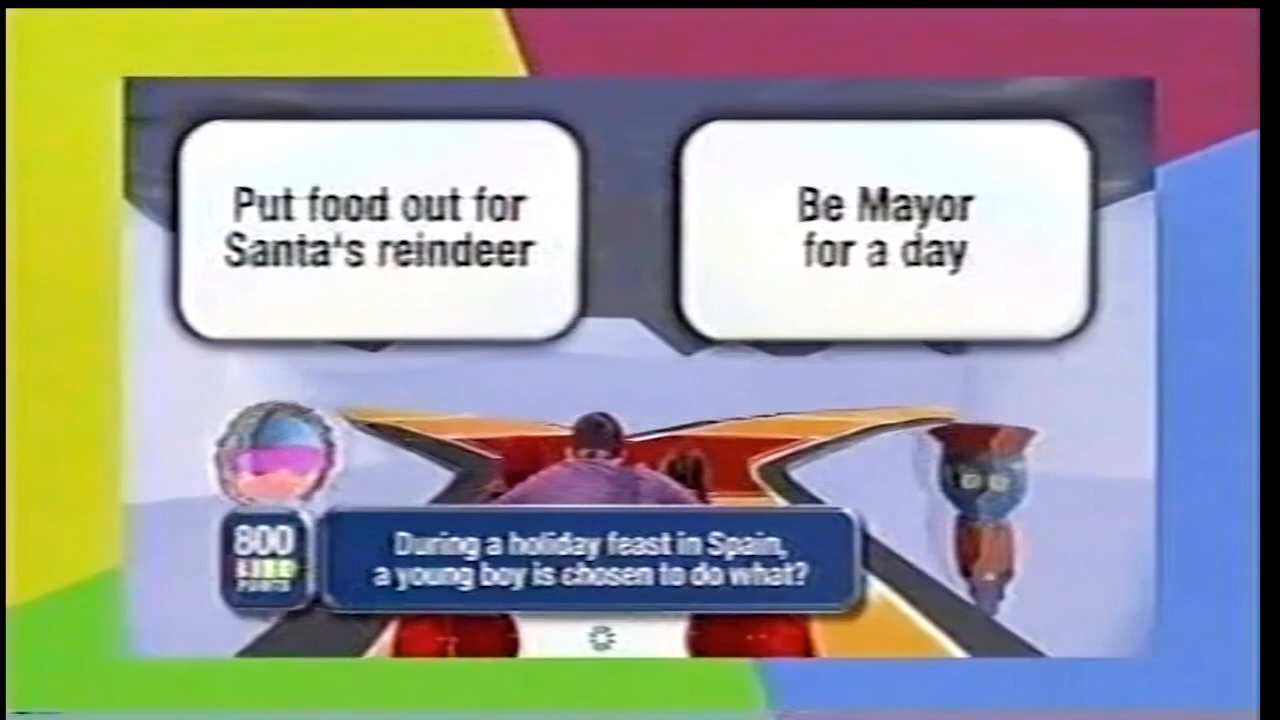 Put food out for
Santa's reindeer
Be Mayor
for a day
800
POINTS
During a holiday feast in Spain,
a young boy is chosen to do what?